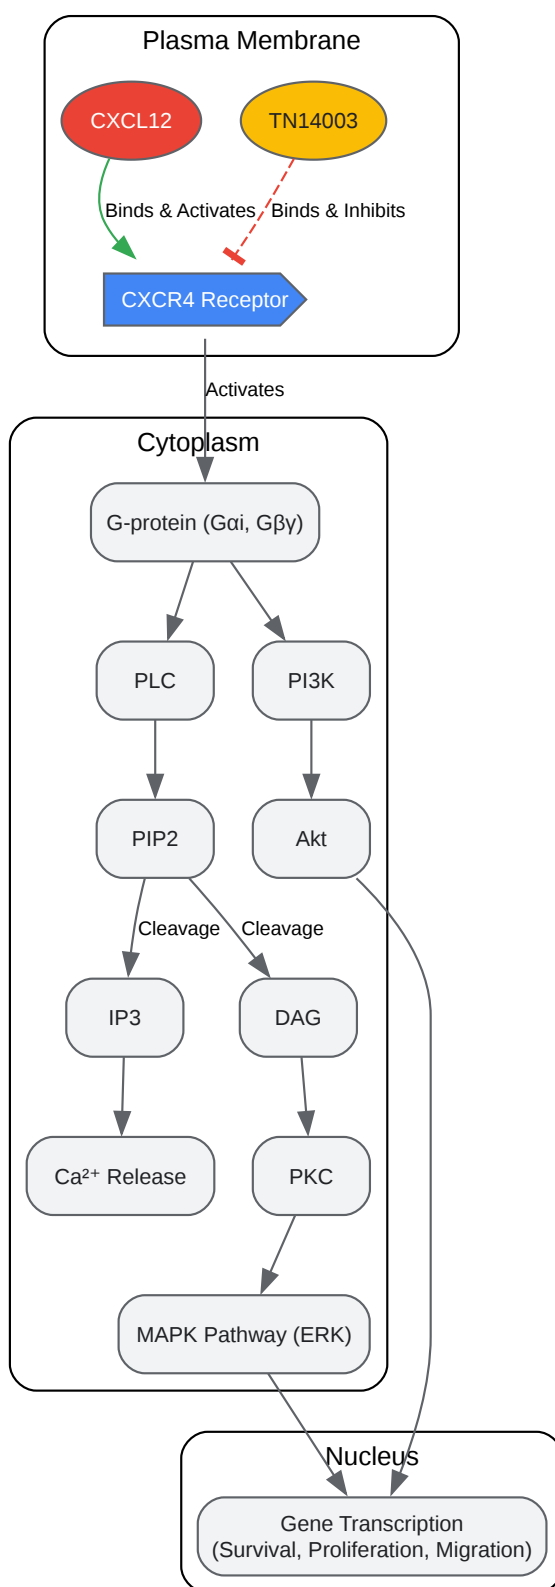 Plasma Membrane
CXCL12
TN14003
Binds & Activates
Binds & Inhibits
CXCR4 Receptor
Activates
Cytoplasm
G-protein (Gαi, Gβγ)
PLC
PI3K
PIP2
Akt
Cleavage
Cleavage
IP3
DAG
Ca²⁺ Release
PKC
MAPK Pathway (ERK)
Nucleus
Gene Transcription
(Survival, Proliferation, Migration)